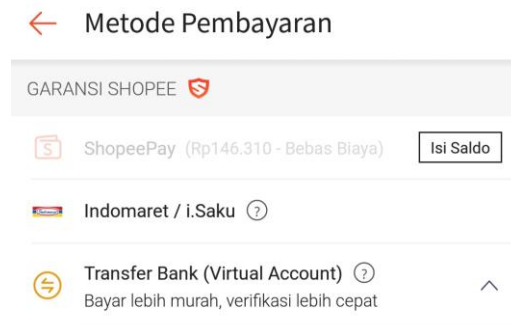 Metode Pembayaran
GARANSI SHOPEE
ShopeePay (Rp146.310 - Bebas Biaya) Isi Saldo
Indomaret / i.Saku ?
Transfer Bank (Virtual Account) ?
Bayar lebih murah, verifikasi lebih cepat